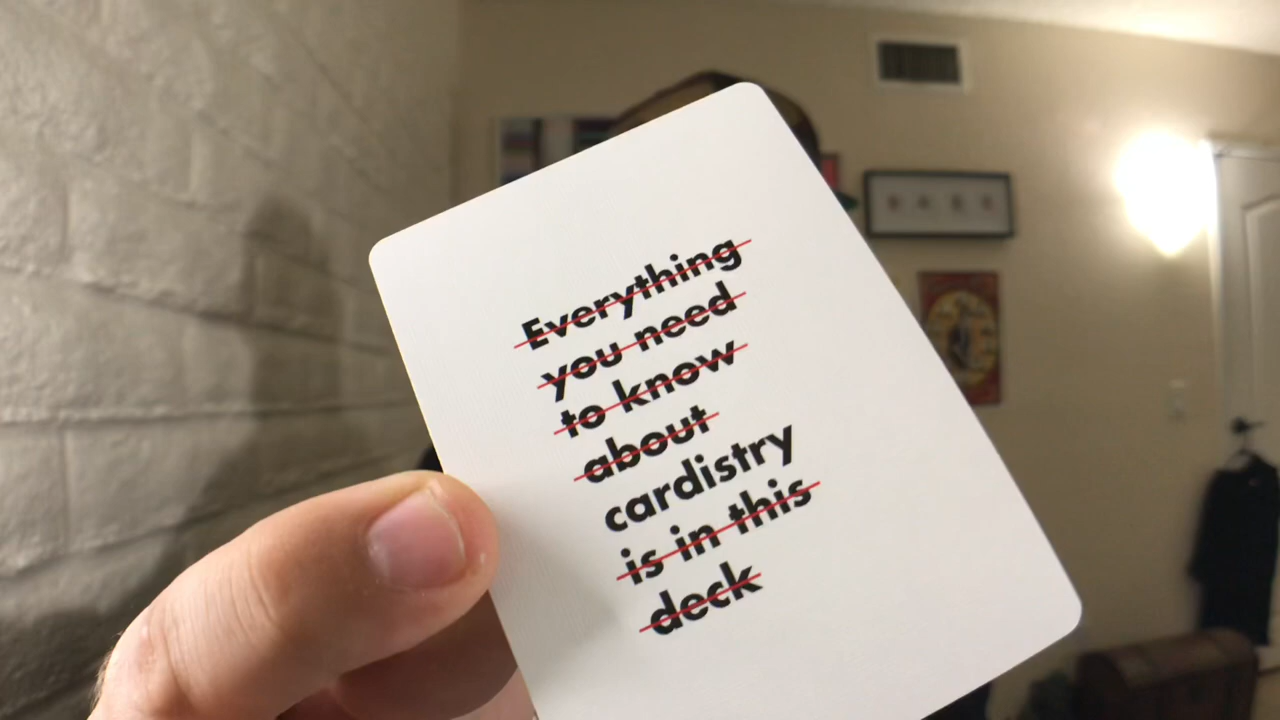 Everything
you need
to know
about
cardistry
is in this
deck